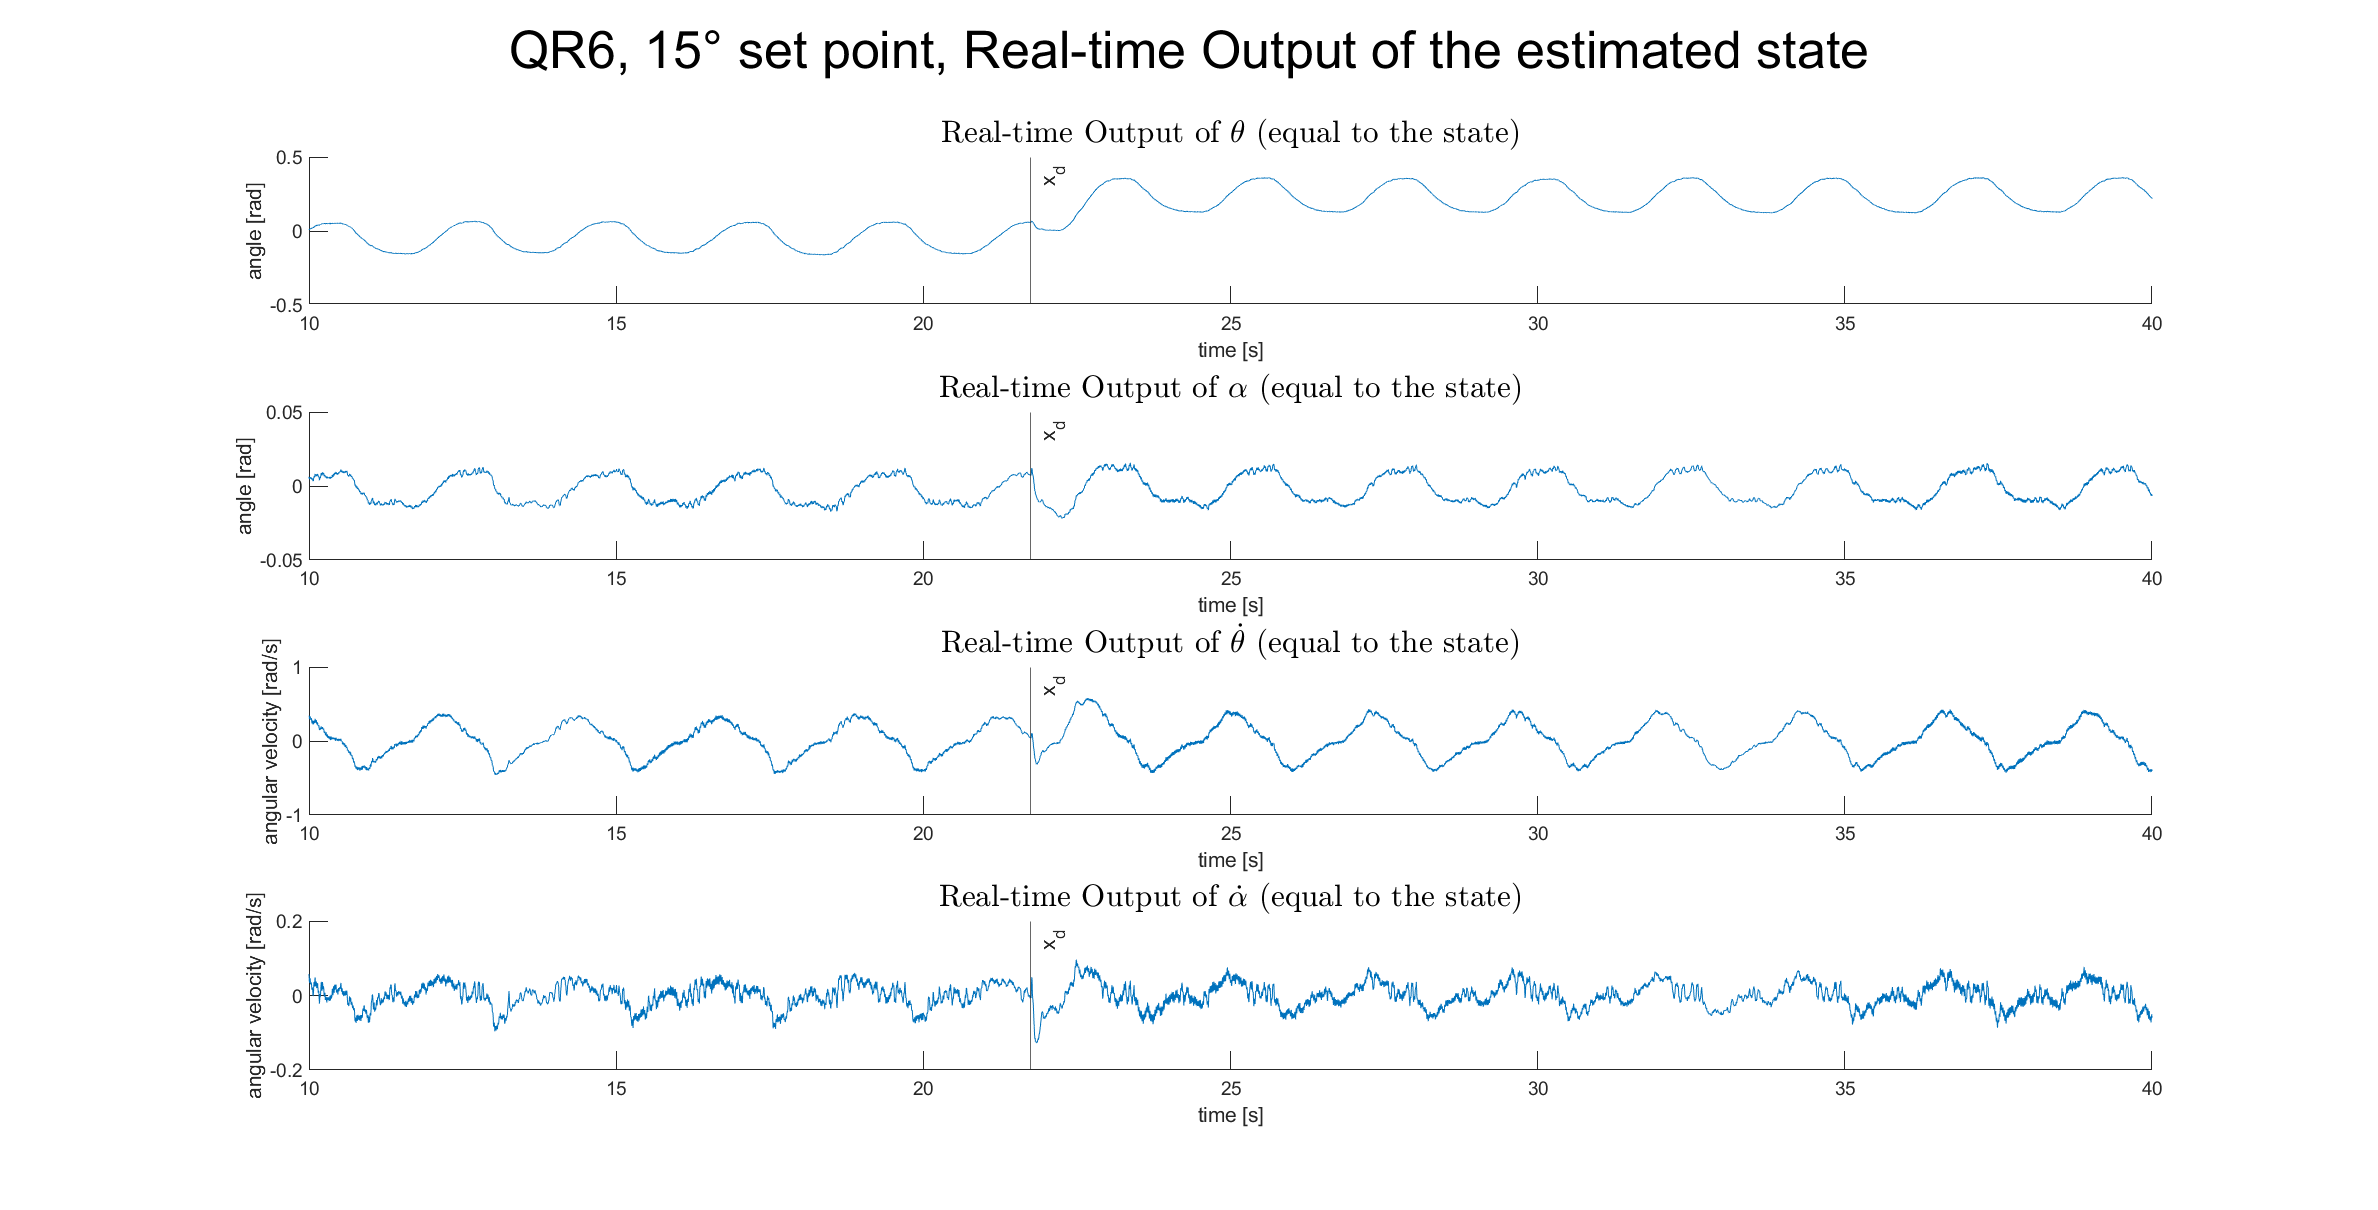 QR6, 15° set point, Real-time Output of the estimated state
Real-time Output of θ (equal to the state)
angle [rad]
0.5
0
-0.5
x_d
10 15 20 25 30 35 40
time [s]
Real-time Output of α (equal to the state)
angle [rad]
0.05
0
-0.05
x_d
10 15 20 25 30 35 40
time [s]
Real-time Output of θ̇ (equal to the state)
angular velocity [rad/s]
1
0
-1
x_d
10 15 20 25 30 35 40
time [s]
Real-time Output of α̇ (equal to the state)
angular velocity [rad/s]
0.2
0
-0.2
x_d
10 15 20 25 30 35 40
time [s]